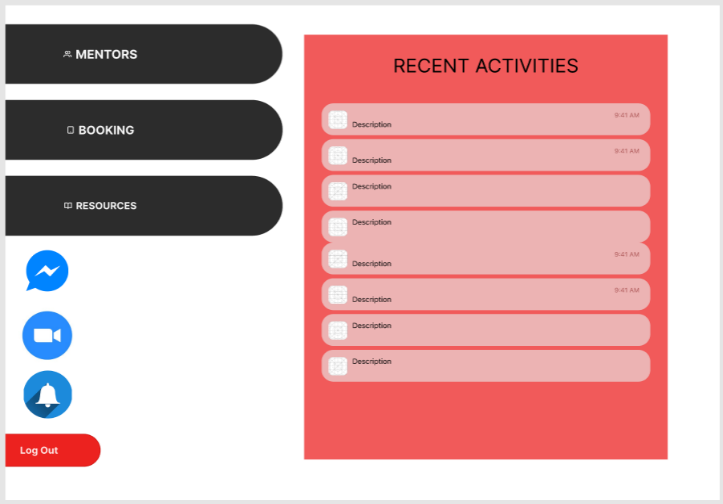 MENTORS
BOOKING
RESOURCES
Log Out
RECENT ACTIVITIES
9:41 AM
Description
9:41 AM
Description
Description
Description
9:41 AM
Description
9:41 AM
Description
Description
Description